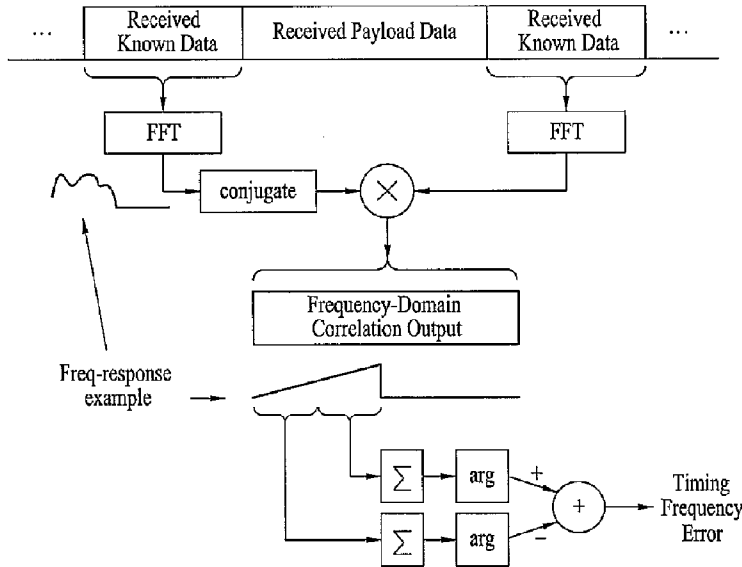 ... Received Known Data Received Payload Data Received Known Data ...
FFT
FFT
conjugate
×
Frequency-Domain
Correlation Output
Freq-response
example
∑ arg +
+
Timing
Frequency
Error
∑ arg −